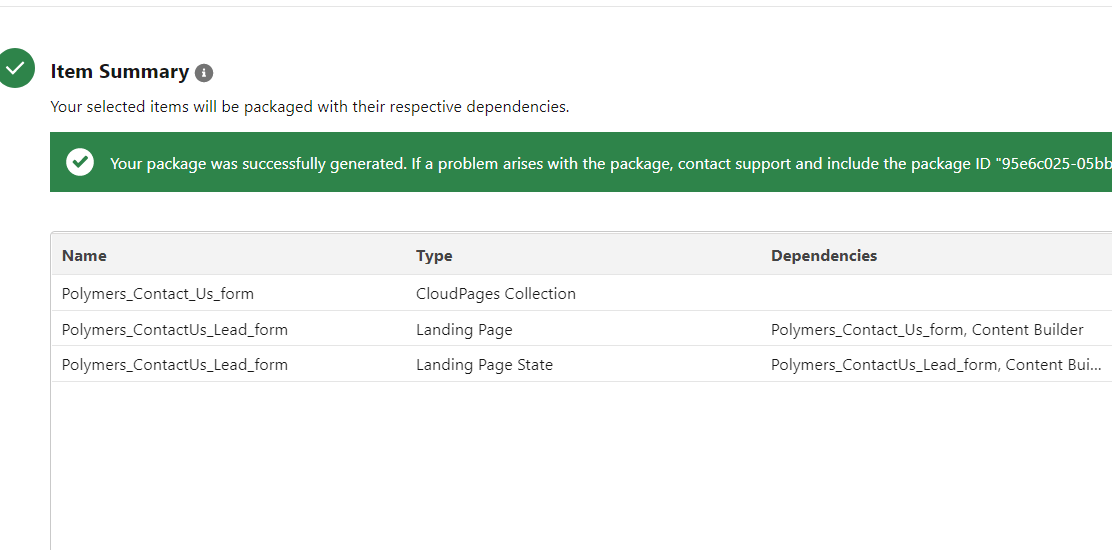 Item Summary
Your selected items will be packaged with their respective dependencies.
Your package was successfully generated. If a problem arises with the package, contact support and include the package ID "95e6c025-05bb
Name Type Dependencies
Polymers_Contact_Us_form CloudPages Collection
Polymers_ContactUs_Lead_form Landing Page Polymers_Contact_Us_form, Content Builder
Polymers_ContactUs_Lead_form Landing Page State Polymers_ContactUs_Lead_form, Content Bui...